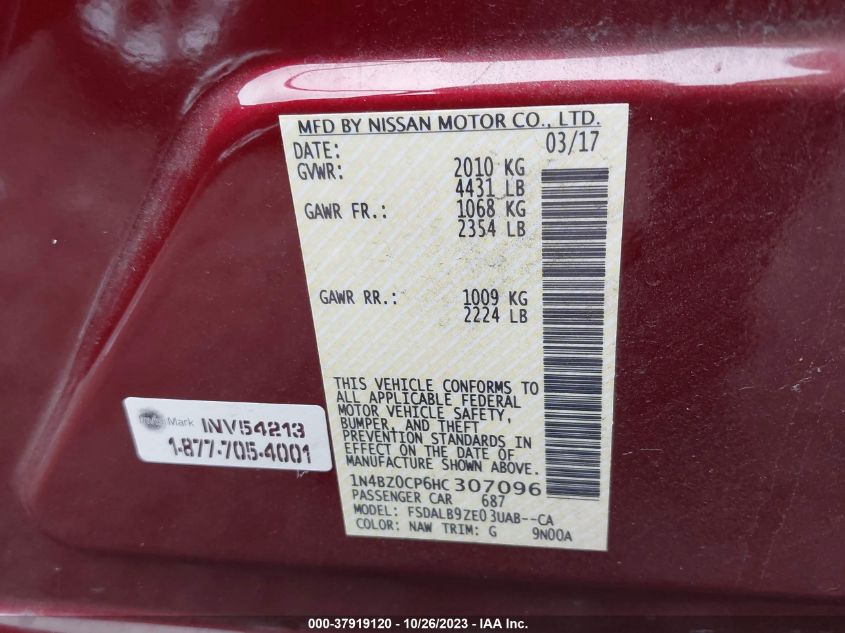 MFD BY NISSAN MOTOR CO., LTD.
DATE: 03/17
GVWR: 2010 KG
4431 LB
GAWR FR.: 1068 KG
2354 LB
GAWR RR.: 1009 KG
2224 LB
THIS VEHICLE CONFORMS TO
ALL APPLICABLE FEDERAL
MOTOR VEHICLE SAFETY,
BUMPER, AND THEFT
PREVENTION STANDARDS IN
EFFECT ON THE DATE OF
MANUFACTURE SHOWN ABOVE.
1N4BZ0CP6HC 307096
PASSENGER CAR 687
MODEL: FSDALB9ZE03UAB--CA
COLOR: NAW TRIM: G 9N00A
Mark INV54213
1-877-705-4001
000-37919120 - 10/26/2023 - IAA Inc.